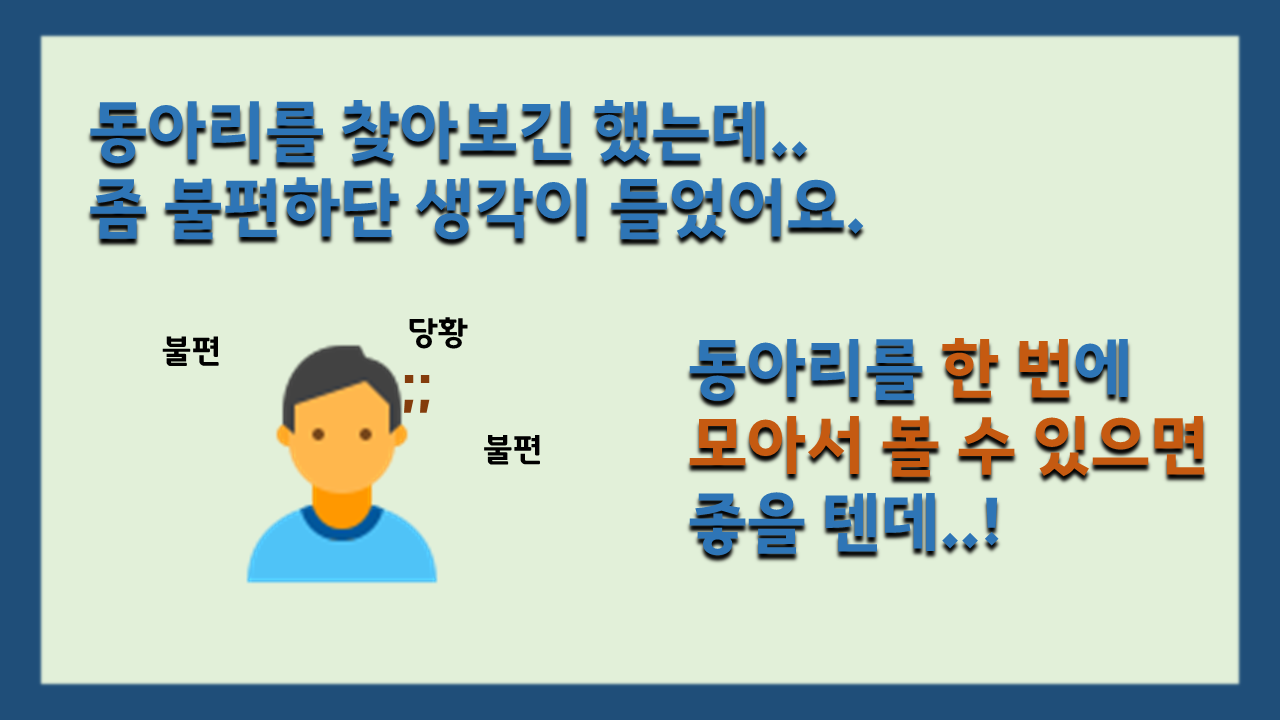 동아리를 찾아보긴 했는데..
좀 불편하단 생각이 들었어요.
불편
당황
;;
불편
동아리를 한 번에
모아서 볼 수 있으면
좋을 텐데..!